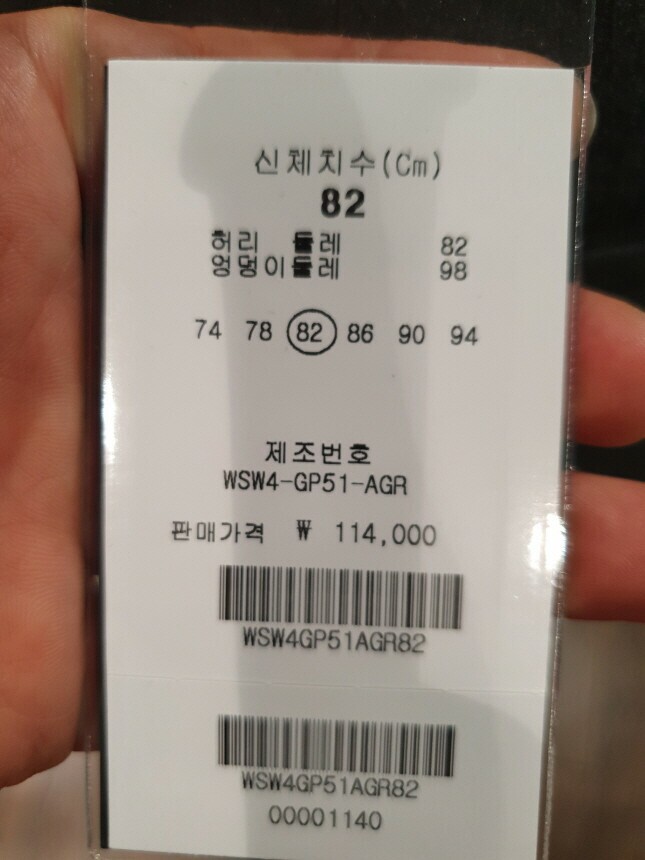 신체치수(Cm)
82
허리 둘레 82
엉덩이둘레 98
74 78 82 86 90 94
제조번호
WSW4-GP51-AGR
판매가격 ₩ 114,000
WSW4GP51AGR82
WSW4GP51AGR82
00001140